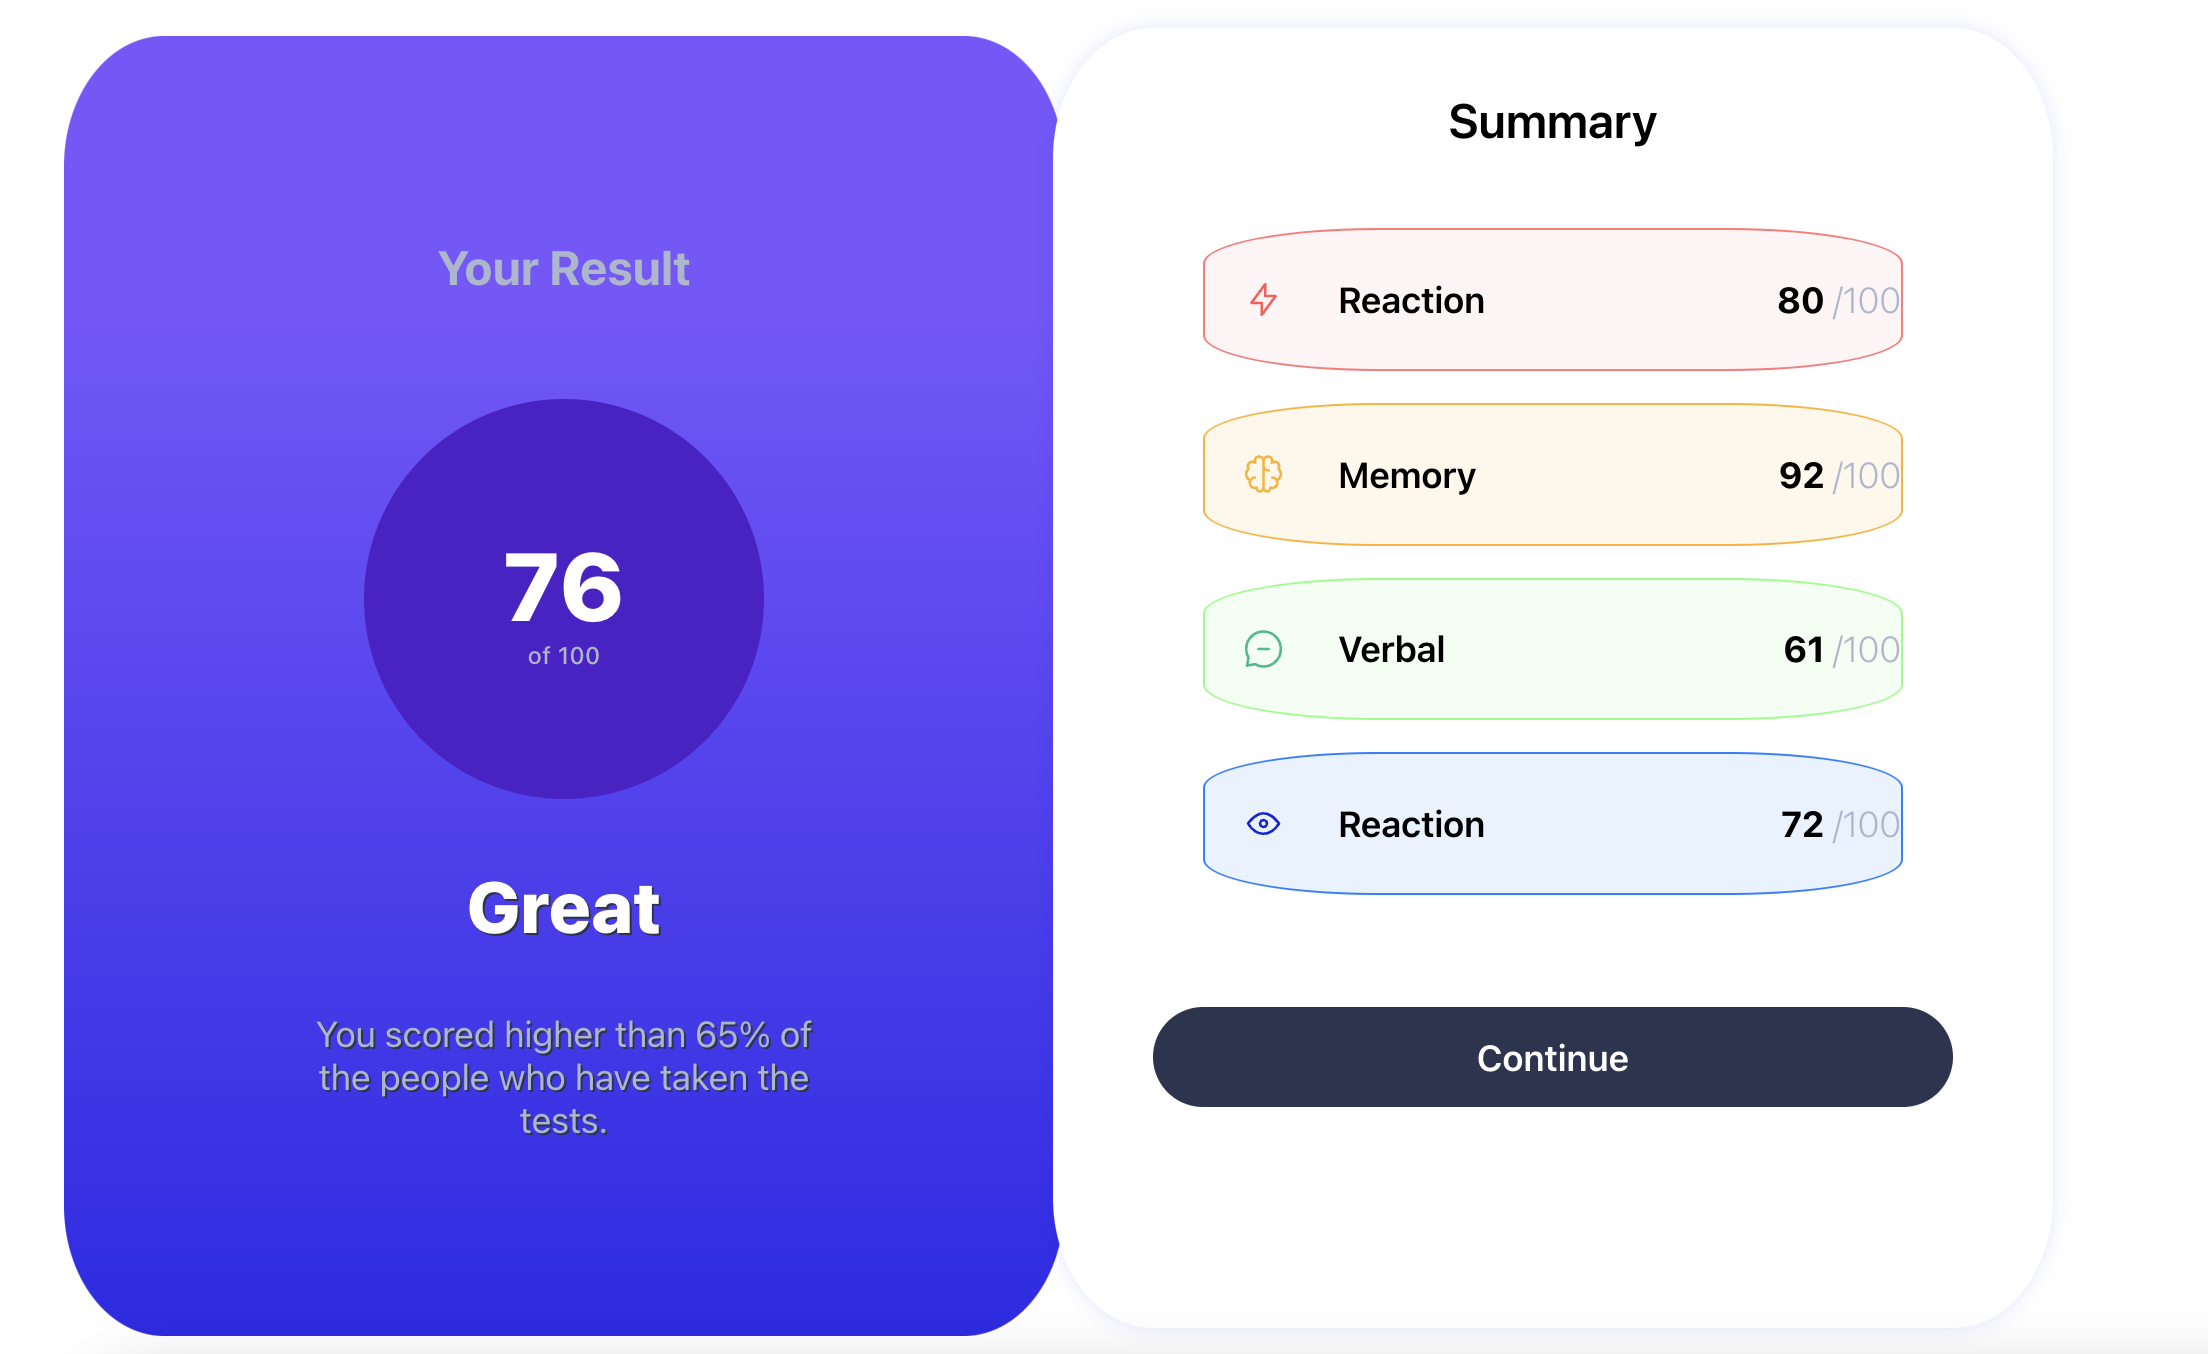 Your Result
76
of 100
Great
You scored higher than 65% of
the people who have taken the
tests.
Summary
Reaction 80 /100
Memory 92 /100
Verbal 61 /100
Reaction 72 /100
Continue